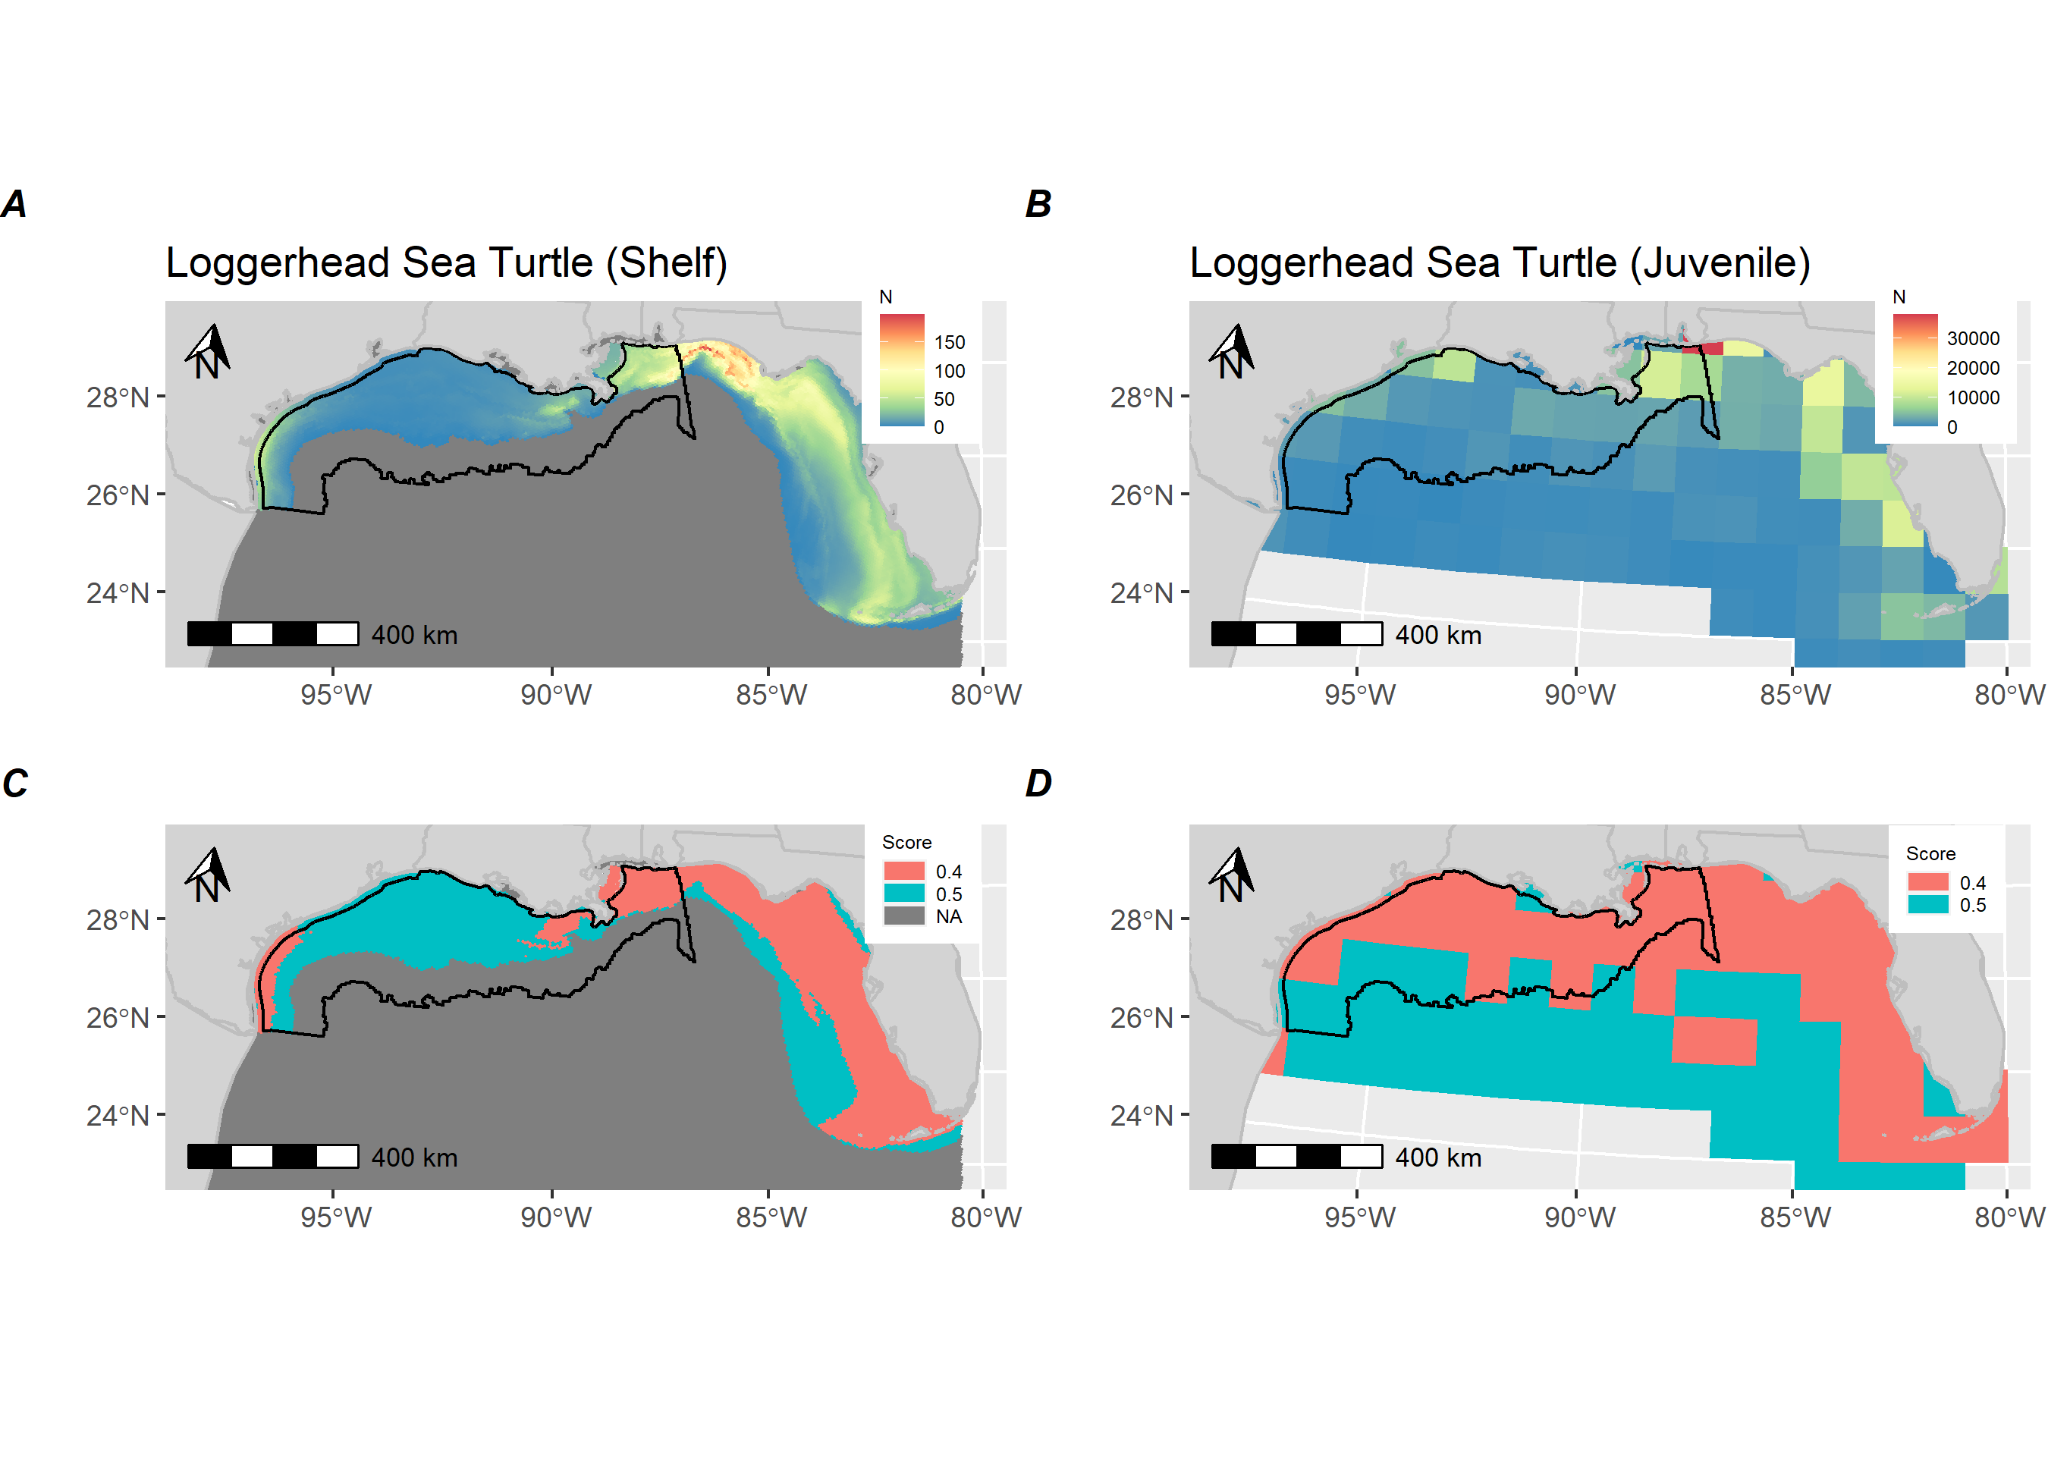 A
Loggerhead Sea Turtle (Shelf)
N
150
100
50
0
N
28°N
26°N
24°N
400 km
95°W
90°W
85°W
80°W
B
Loggerhead Sea Turtle (Juvenile)
N
30000
20000
10000
0
N
28°N
26°N
24°N
400 km
95°W
90°W
85°W
80°W
C
Score
0.4
0.5
NA
N
28°N
26°N
24°N
400 km
95°W
90°W
85°W
80°W
D
Score
0.4
0.5
N
28°N
26°N
24°N
400 km
95°W
90°W
85°W
80°W